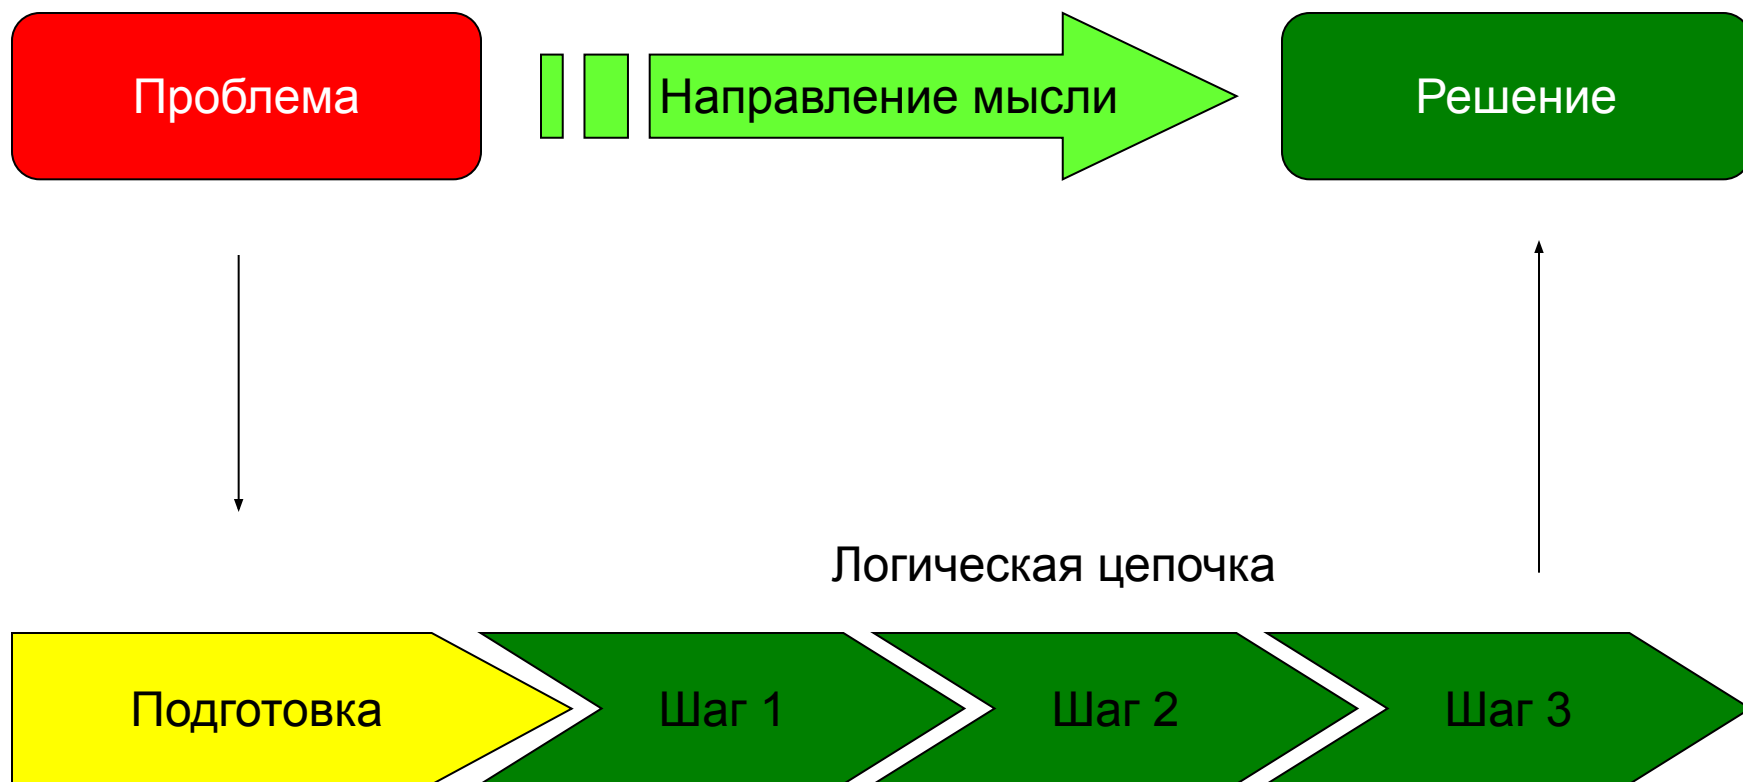 Проблема
Направление мысли
Решение
Логическая цепочка
Подготовка
Шаг 1
Шаг 2
Шаг 3